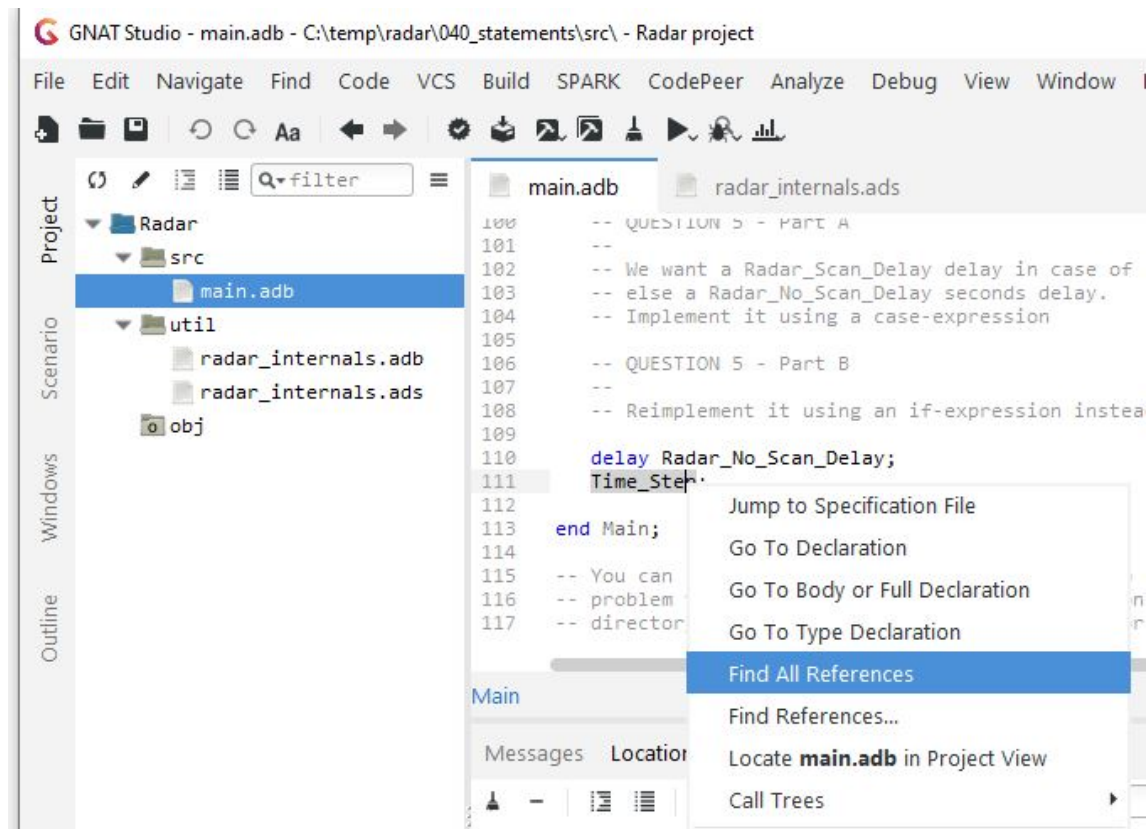 GNAT Studio - main.adb - C:\temp\radar\040_statements\src\ - Radar project
File Edit Navigate Find Code VCS Build SPARK CodePeer Analyze Debug View Window
Aa
filter
Project
Scenario
Windows
Outline
Radar
src
main.adb
util
radar_internals.adb
radar_internals.ads
obj
main.adb radar_internals.ads
100 -- QUESTION 5 - Part A
101 --
102 -- We want a Radar_Scan_Delay delay in case of
103 -- else a Radar_No_Scan_Delay seconds delay.
104 -- Implement it using a case-expression
105
106 -- QUESTION 5 - Part B
107 --
108 -- Reimplement it using an if-expression instea
109
110 delay Radar_No_Scan_Delay;
111 Time_Step;
112
113 end Main;
114
115 -- You can
116 -- problem
117 -- director
Jump to Specification File
Go To Declaration
Go To Body or Full Declaration
Go To Type Declaration
Find All References
Find References...
Locate main.adb in Project View
Call Trees
Main
Messages Location